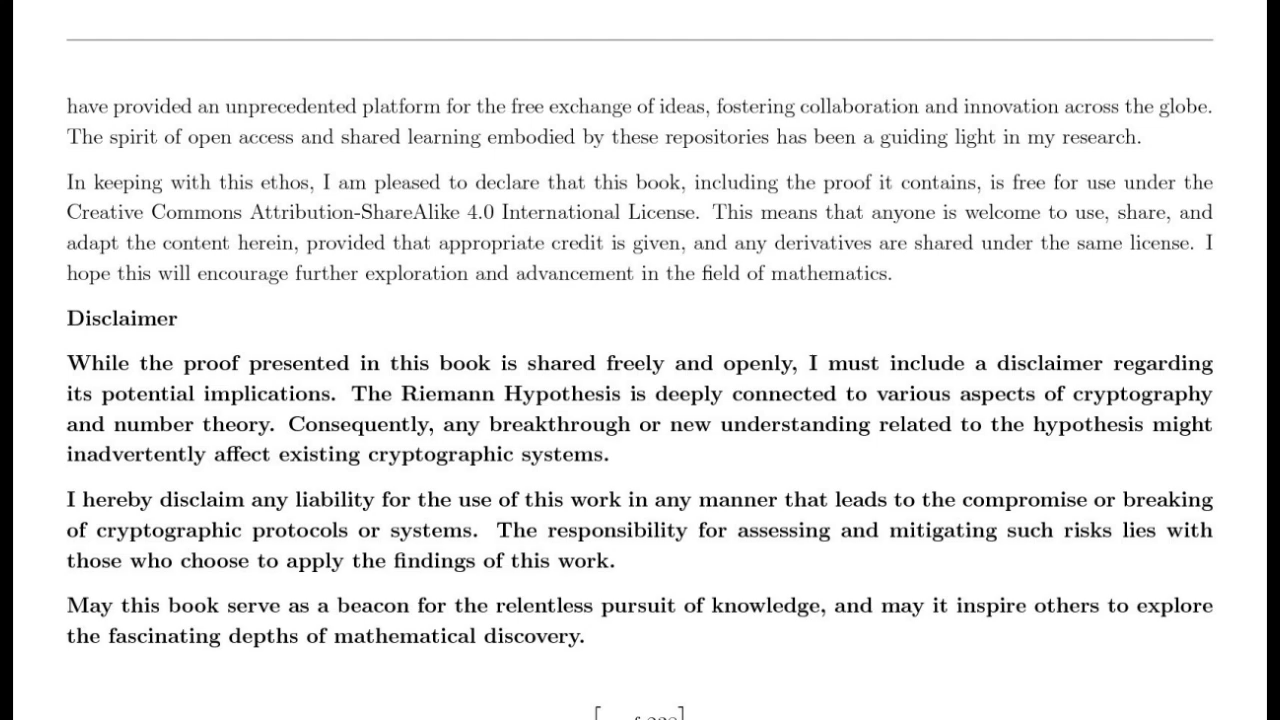 have provided an unprecedented platform for the free exchange of ideas, fostering collaboration and innovation across the globe.
The spirit of open access and shared learning embodied by these repositories has been a guiding light in my research.
In keeping with this ethos, I am pleased to declare that this book, including the proof it contains, is free for use under the
Creative Commons Attribution-ShareAlike 4.0 International License. This means that anyone is welcome to use, share, and
adapt the content herein, provided that appropriate credit is given, and any derivatives are shared under the same license. I
hope this will encourage further exploration and advancement in the field of mathematics.
Disclaimer
While the proof presented in this book is shared freely and openly, I must include a disclaimer regarding
its potential implications. The Riemann Hypothesis is deeply connected to various aspects of cryptography
and number theory. Consequently, any breakthrough or new understanding related to the hypothesis might
inadvertently affect existing cryptographic systems.
I hereby disclaim any liability for the use of this work in any manner that leads to the compromise or breaking
of cryptographic protocols or systems. The responsibility for assessing and mitigating such risks lies with
those who choose to apply the findings of this work.
May this book serve as a beacon for the relentless pursuit of knowledge, and may it inspire others to explore
the fascinating depths of mathematical discovery.